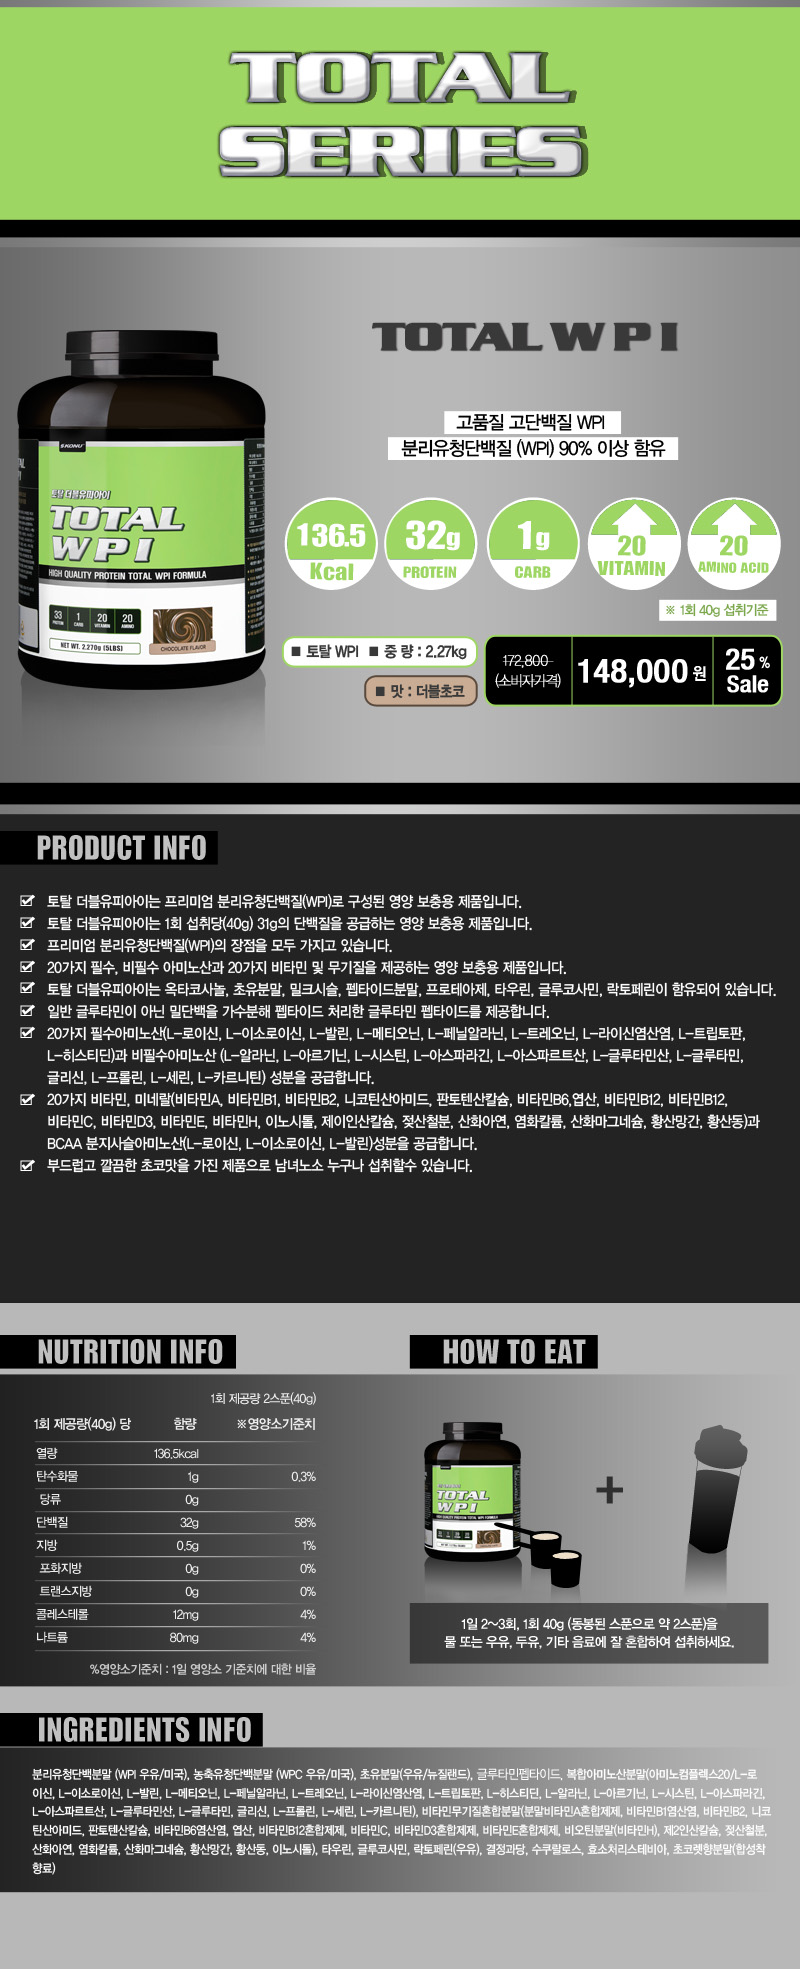 TOTAL
SERIES
TOTAL W P I
고품질 고단백질 WPI
분리유청단백질 (WPI) 90% 이상 함유
SKONU
토탈 더블유피아이
TOTAL
W P I
HIGH QUALITY PROTEIN TOTAL WPI FORMULA
33 1 20 20
PROTEIN CARB VITAMIN AMINO
NET WT. 2.270g (5LBS)
CHOCOLATE FLAVOR
136.5 Kcal
32g PROTEIN
1g CARB
20 VITAMIN
20 AMINO ACID
※ 1회 40g 섭취기준
■ 토탈 WPI ■ 중 량 : 2.27kg
■ 맛 : 더블초코
172,800
(소비자가격)
148,000 원
25 %
Sale
PRODUCT INFO
토탈 더블유피아이는 프리미엄 분리유청단백질(WPI)로 구성된 영양 보충용 제품입니다.
토탈 더블유피아이는 1회 섭취당(40g) 31g의 단백질을 공급하는 영양 보충용 제품입니다.
프리미엄 분리유청단백질(WPI)의 장점을 모두 가지고 있습니다.
20가지 필수, 비필수 아미노산과 20가지 비타민 및 무기질을 제공하는 영양 보충용 제품입니다.
토탈 더블유피아이는 옥타코사놀, 초유분말, 밀크시슬, 펩타이드분말, 프로테아제, 타우린, 글루코사민, 락토페린이 함유되어 있습니다.
일반 글루타민이 아닌 밀단백을 가수분해 펩타이드 처리한 글루타민 펩타이드를 제공합니다.
20가지 필수아미노산(L-로이신, L-이소로이신, L-발린, L-메티오닌, L-페닐알라닌, L-트레오닌, L-라이신염산염, L-트립토판,
L-히스티딘)과 비필수아미노산 (L-알라닌, L-아르기닌, L-시스틴, L-아스파라긴, L-아스파르트산, L-글루타민산, L-글루타민,
글리신, L-프롤린, L-세린, L-카르니틴) 성분을 공급합니다.
20가지 비타민, 미네랄(비타민A, 비타민B1, 비타민B2, 니코틴산아미드, 판토텐산칼슘, 비타민B6,엽산, 비타민B12, 비타민B12,
비타민C, 비타민D3, 비타민E, 비타민H, 이노시톨, 제이인산칼슘, 젖산철분, 산화아연, 염화칼륨, 산화마그네슘, 황산망간, 황산동)과
BCAA 분지사슬아미노산(L-로이신, L-이소로이신, L-발린)성분을 공급합니다.
부드럽고 깔끔한 초코맛을 가진 제품으로 남녀노소 누구나 섭취할수 있습니다.
NUTRITION INFO
1회 제공량 2스푼(40g)
1회 제공량(40g) 당 함량 ※영양소기준치
열량 136.5kcal
탄수화물 1g 0.3%
당류 0g
단백질 32g 58%
지방 0.5g 1%
포화지방 0g 0%
트랜스지방 0g 0%
콜레스테롤 12mg 4%
나트륨 80mg 4%
%영양소기준치 : 1일 영양소 기준치에 대한 비율
HOW TO EAT
TOTAL
W P I
+
1일 2~3회, 1회 40g (동봉된 스푼으로 약 2스푼)을
물 또는 우유, 두유, 기타 음료에 잘 혼합하여 섭취하세요.
INGREDIENTS INFO
분리유청단백분말 (WPI 우유/미국), 농축유청단백분말 (WPC 우유/미국), 초유분말(우유/뉴질랜드), 글루타민펩타이드, 복합아미노산분말(아미노컴플렉스20/L-로
이신, L-이소로이신, L-발린, L-메티오닌, L-페닐알라닌, L-트레오닌, L-라이신염산염, L-트립토판, L-히스티딘, L-알라닌, L-아르기닌, L-시스틴, L-아스파라긴,
L-아스파르트산, L-글루타민산, L-글루타민, 글리신, L-프롤린, L-세린, L-카르니틴), 비타민무기질혼합분말(분말비타민A혼합제제, 비타민B1염산염, 비타민B2, 니코
틴산아미드, 판토텐산칼슘, 비타민B6염산염, 엽산, 비타민B12혼합제제, 비타민C, 비타민D3혼합제제, 비타민E혼합제제, 비오틴분말(비타민H), 제2인산칼슘, 젖산철분,
산화아연, 염화칼륨, 산화마그네슘, 황산망간, 황산동, 이노시톨), 타우린, 글루코사민, 락토페린(우유), 결정과당, 수쿠랄로스, 효소처리스테비아, 초코렛향분말(합성착
향료)